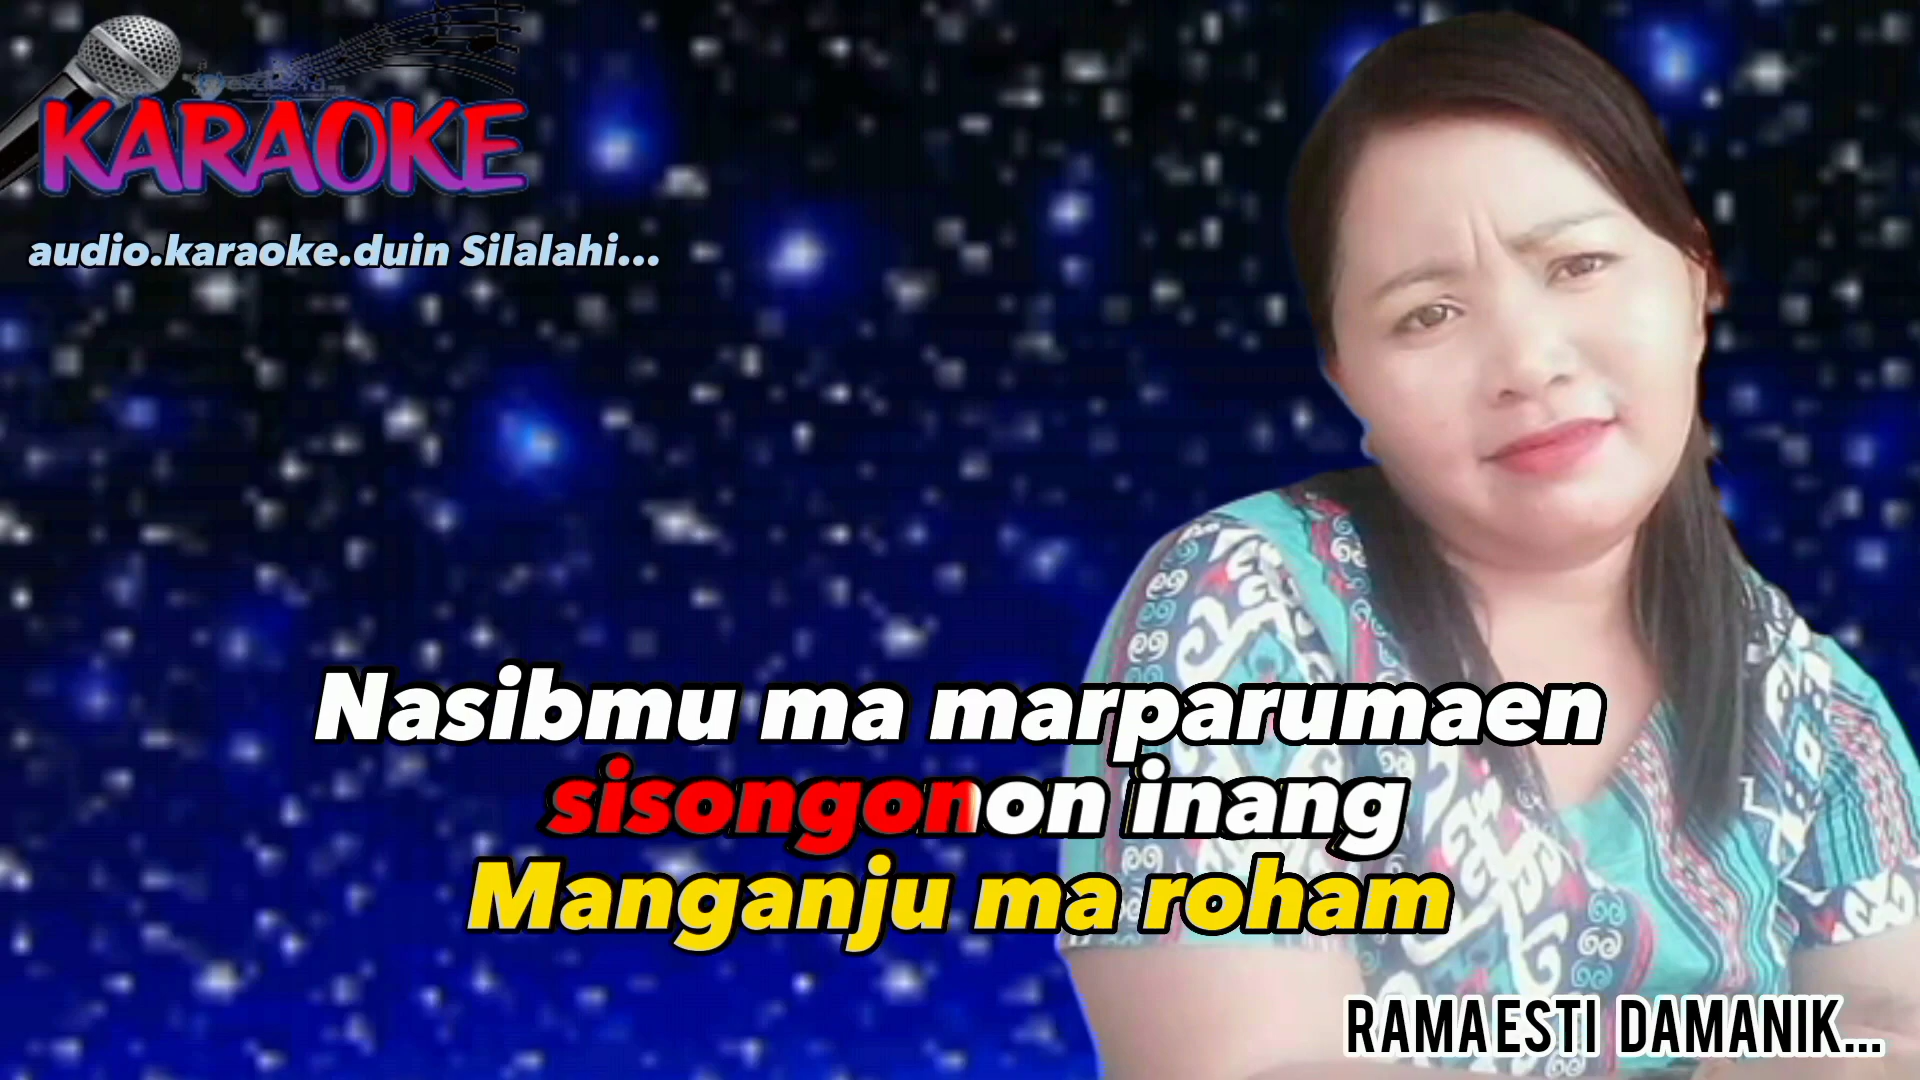 KARAOKE
audio.karaoke.duin Silalahi...
Nasibmu ma marparumaen
sisongonon inang
Manganju ma roham
RAMAESTI DAMANIK...